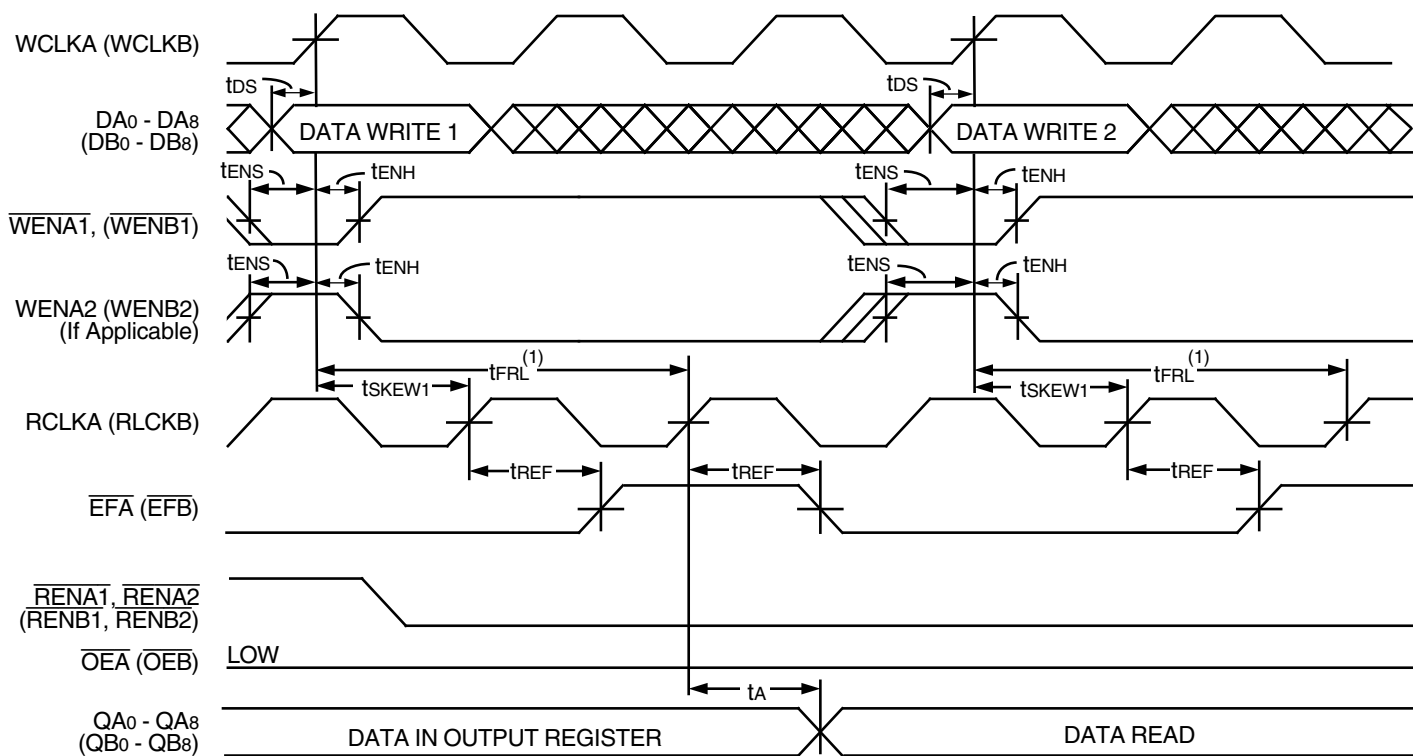 WCLKA (WCLKB)
tDS
tDS
DA0 - DA8
(DB0 - DB8)
DATA WRITE 1
DATA WRITE 2
tENS
tENH
tENS
tENH
WENA1, (WENB1)
tENS
tENH
tENS
tENH
WENA2 (WENB2)
(If Applicable)
tFRL(1)
tFRL(1)
tSKEW1
tSKEW1
RCLKA (RLCKB)
tREF
tREF
tREF
EFA (EFB)
RENA1, RENA2
(RENB1, RENB2)
OEA (OEB)
LOW
tA
QA0 - QA8
(QB0 - QB8)
DATA IN OUTPUT REGISTER
DATA READ